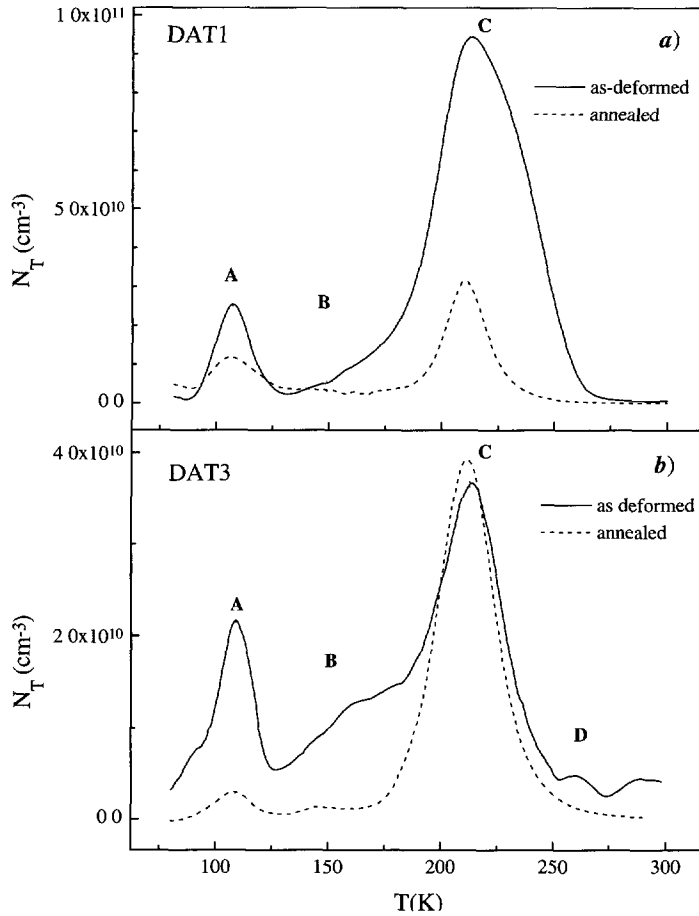 1 0x10¹¹
DAT1
C
a)
as-deformed
annealed
5 0x10¹⁰
N_T (cm⁻³)
A
B
0 0
4 0x10¹⁰
DAT3
C
b)
as deformed
annealed
A
2 0x10¹⁰
B
N_T (cm⁻³)
D
0 0
100 150 200 250 300
T(K)